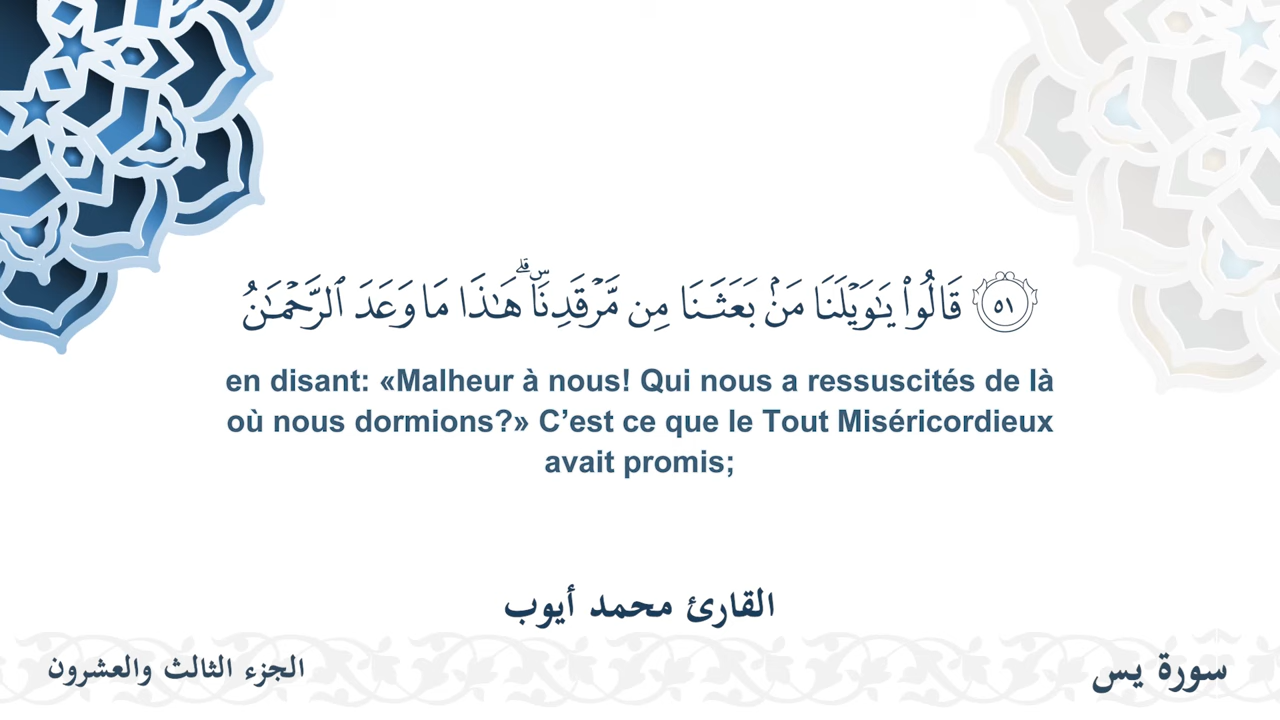 ٥١ قَالُوا۟ يَـٰوَيْلَنَا مَنۢ بَعَثَنَا مِن مَّرْقَدِنَا ۜ ۗ هَـٰذَا مَا وَعَدَ ٱلرَّحْمَـٰنُ
en disant: «Malheur à nous! Qui nous a ressuscités de là
où nous dormions?» C’est ce que le Tout Miséricordieux
avait promis;
القارئ محمد أيوب
سورة يس
الجزء الثالث والعشرون